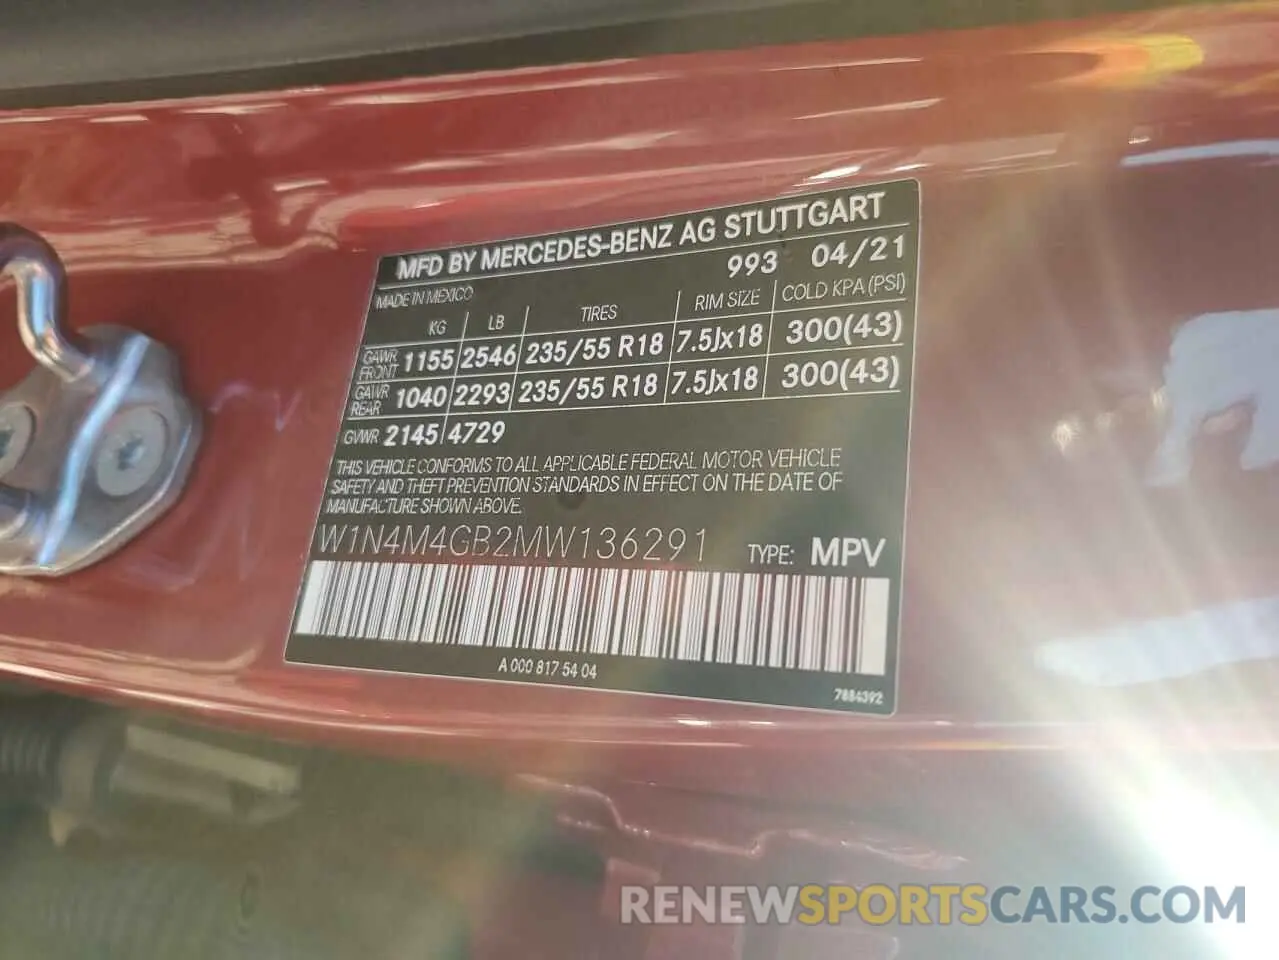 MFD BY MERCEDES-BENZ AG STUTTGART
993 04/21
MADE IN MEXICO
KG LB TIRES RIM SIZE COLD KPA (PSI)
GAWR FRONT 1155 2546 235/55 R18 7.5Jx18 300(43)
GAWR REAR 1040 2293 235/55 R18 7.5Jx18 300(43)
GVWR 2145 4729
THIS VEHICLE CONFORMS TO ALL APPLICABLE FEDERAL MOTOR VEHICLE
SAFETY AND THEFT PREVENTION STANDARDS IN EFFECT ON THE DATE OF
MANUFACTURE SHOWN ABOVE.
W1N4M4GB2MW136291 TYPE: MPV
A 000 817 54 04
7884392
RENEWSPORTSCARS.COM